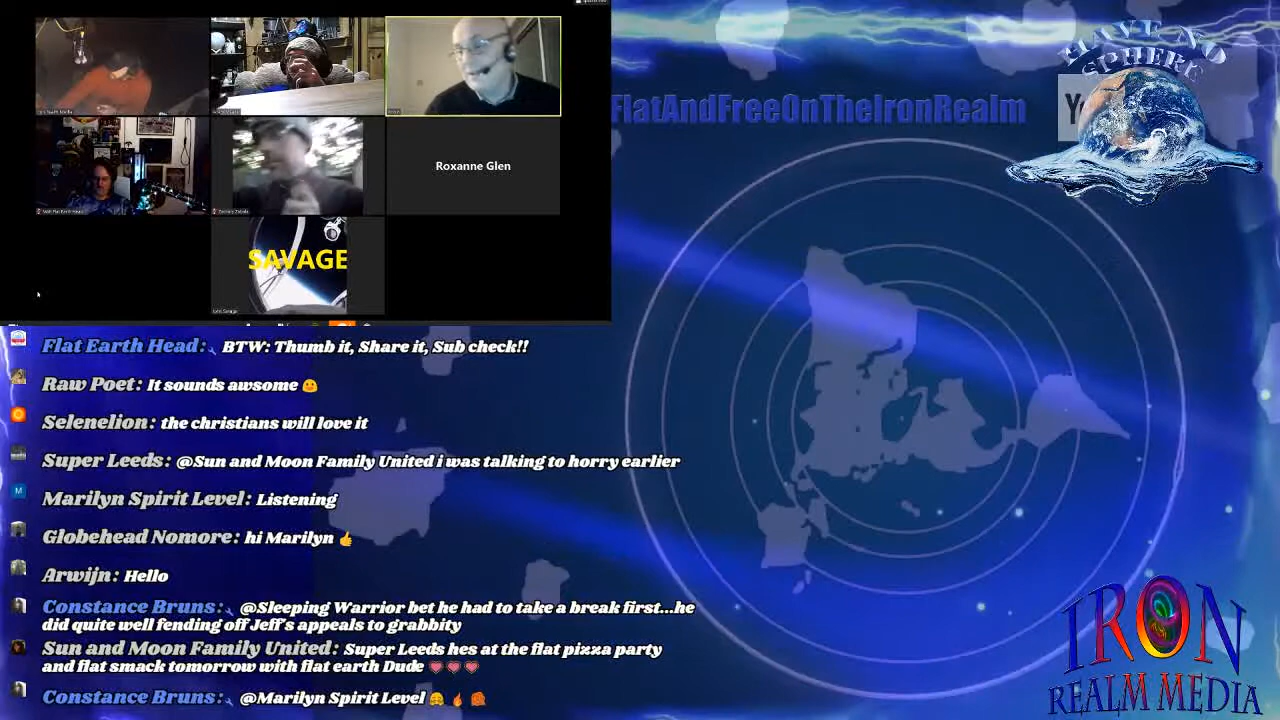 HAVE NO
SPHERE
FlatAndFreeOnTheIronRealm
Y
Roxanne Glen
SAVAGE
Flat Earth Head: BTW: Thumb it, Share it, Sub check!!
Raw Poet: It sounds awsome
Selenelion: the christians will love it
Super Leeds: @Sun and Moon Family United i was talking to horry earlier
M
Marilyn Spirit Level: Listening
Globehead Nomore: hi Marilyn
Arwijn: Hello
Constance Bruns: @Sleeping Warrior bet he had to take a break first...he
did quite well fending off Jeff's appeals to grabbity
Sun and Moon Family United: Super Leeds hes at the flat pizza party
and flat smack tomorrow with flat earth Dude
Constance Bruns: @Marilyn Spirit Level
IRON
REALM MEDIA